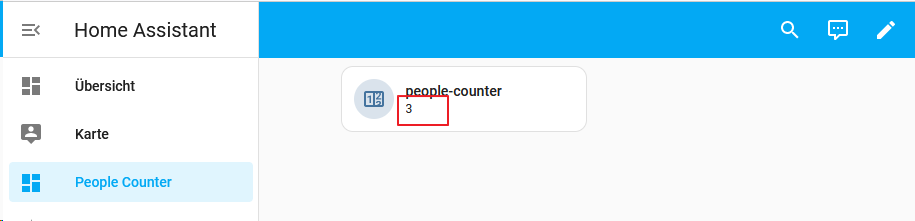 Home Assistant
Übersicht
Karte
People Counter
people-counter
3